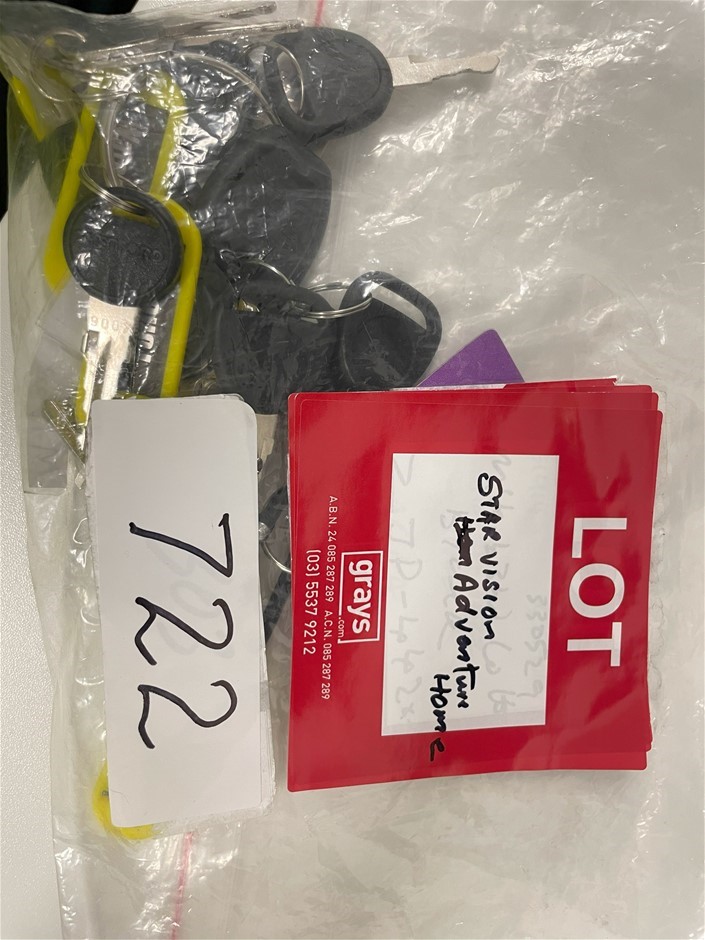 LOT
STAR VISION
Adventure
Home
grays
.com
A.B.N. 24 085 287 289 A.C.N. 085 287 289
(03) 5537 9212
722